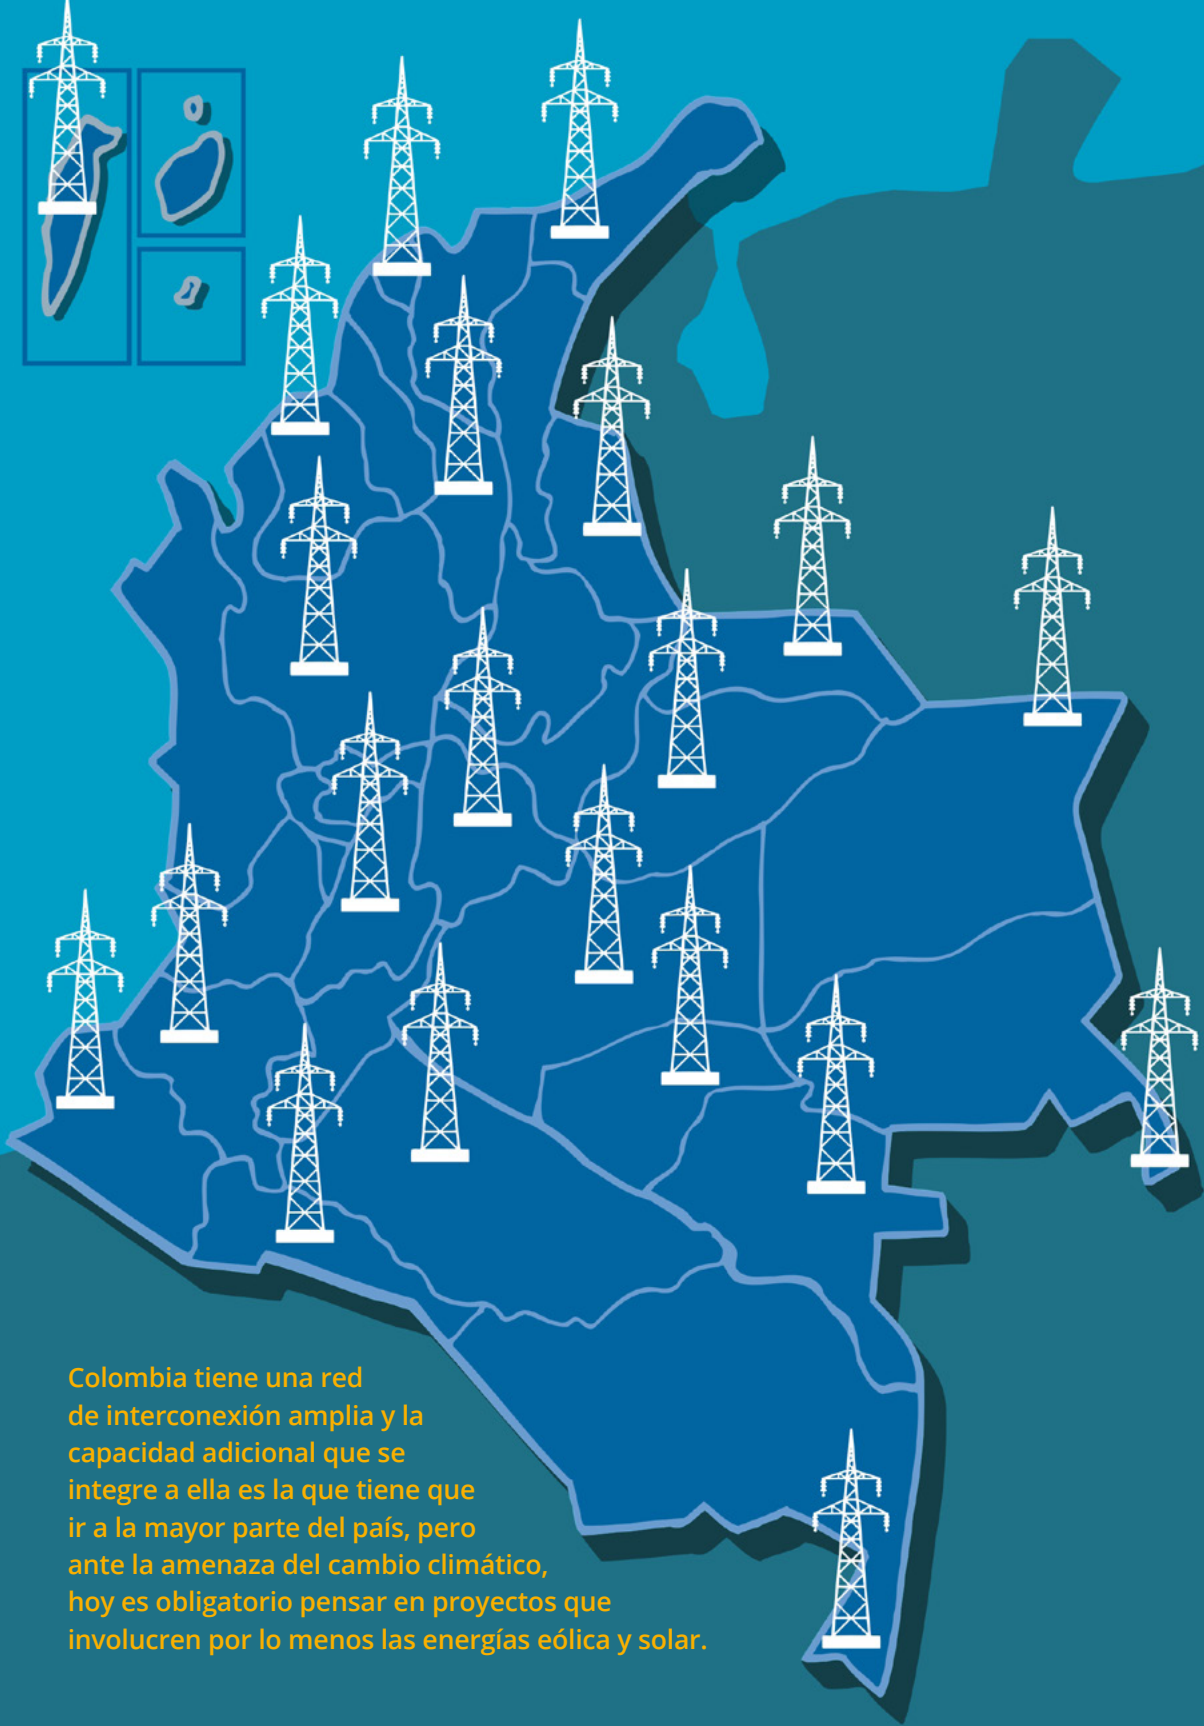 Colombia tiene una red
de interconexión amplia y la
capacidad adicional que se
integre a ella es la que tiene que
ir a la mayor parte del país, pero
ante la amenaza del cambio climático,
hoy es obligatorio pensar en proyectos que
involucren por lo menos las energías eólica y solar.